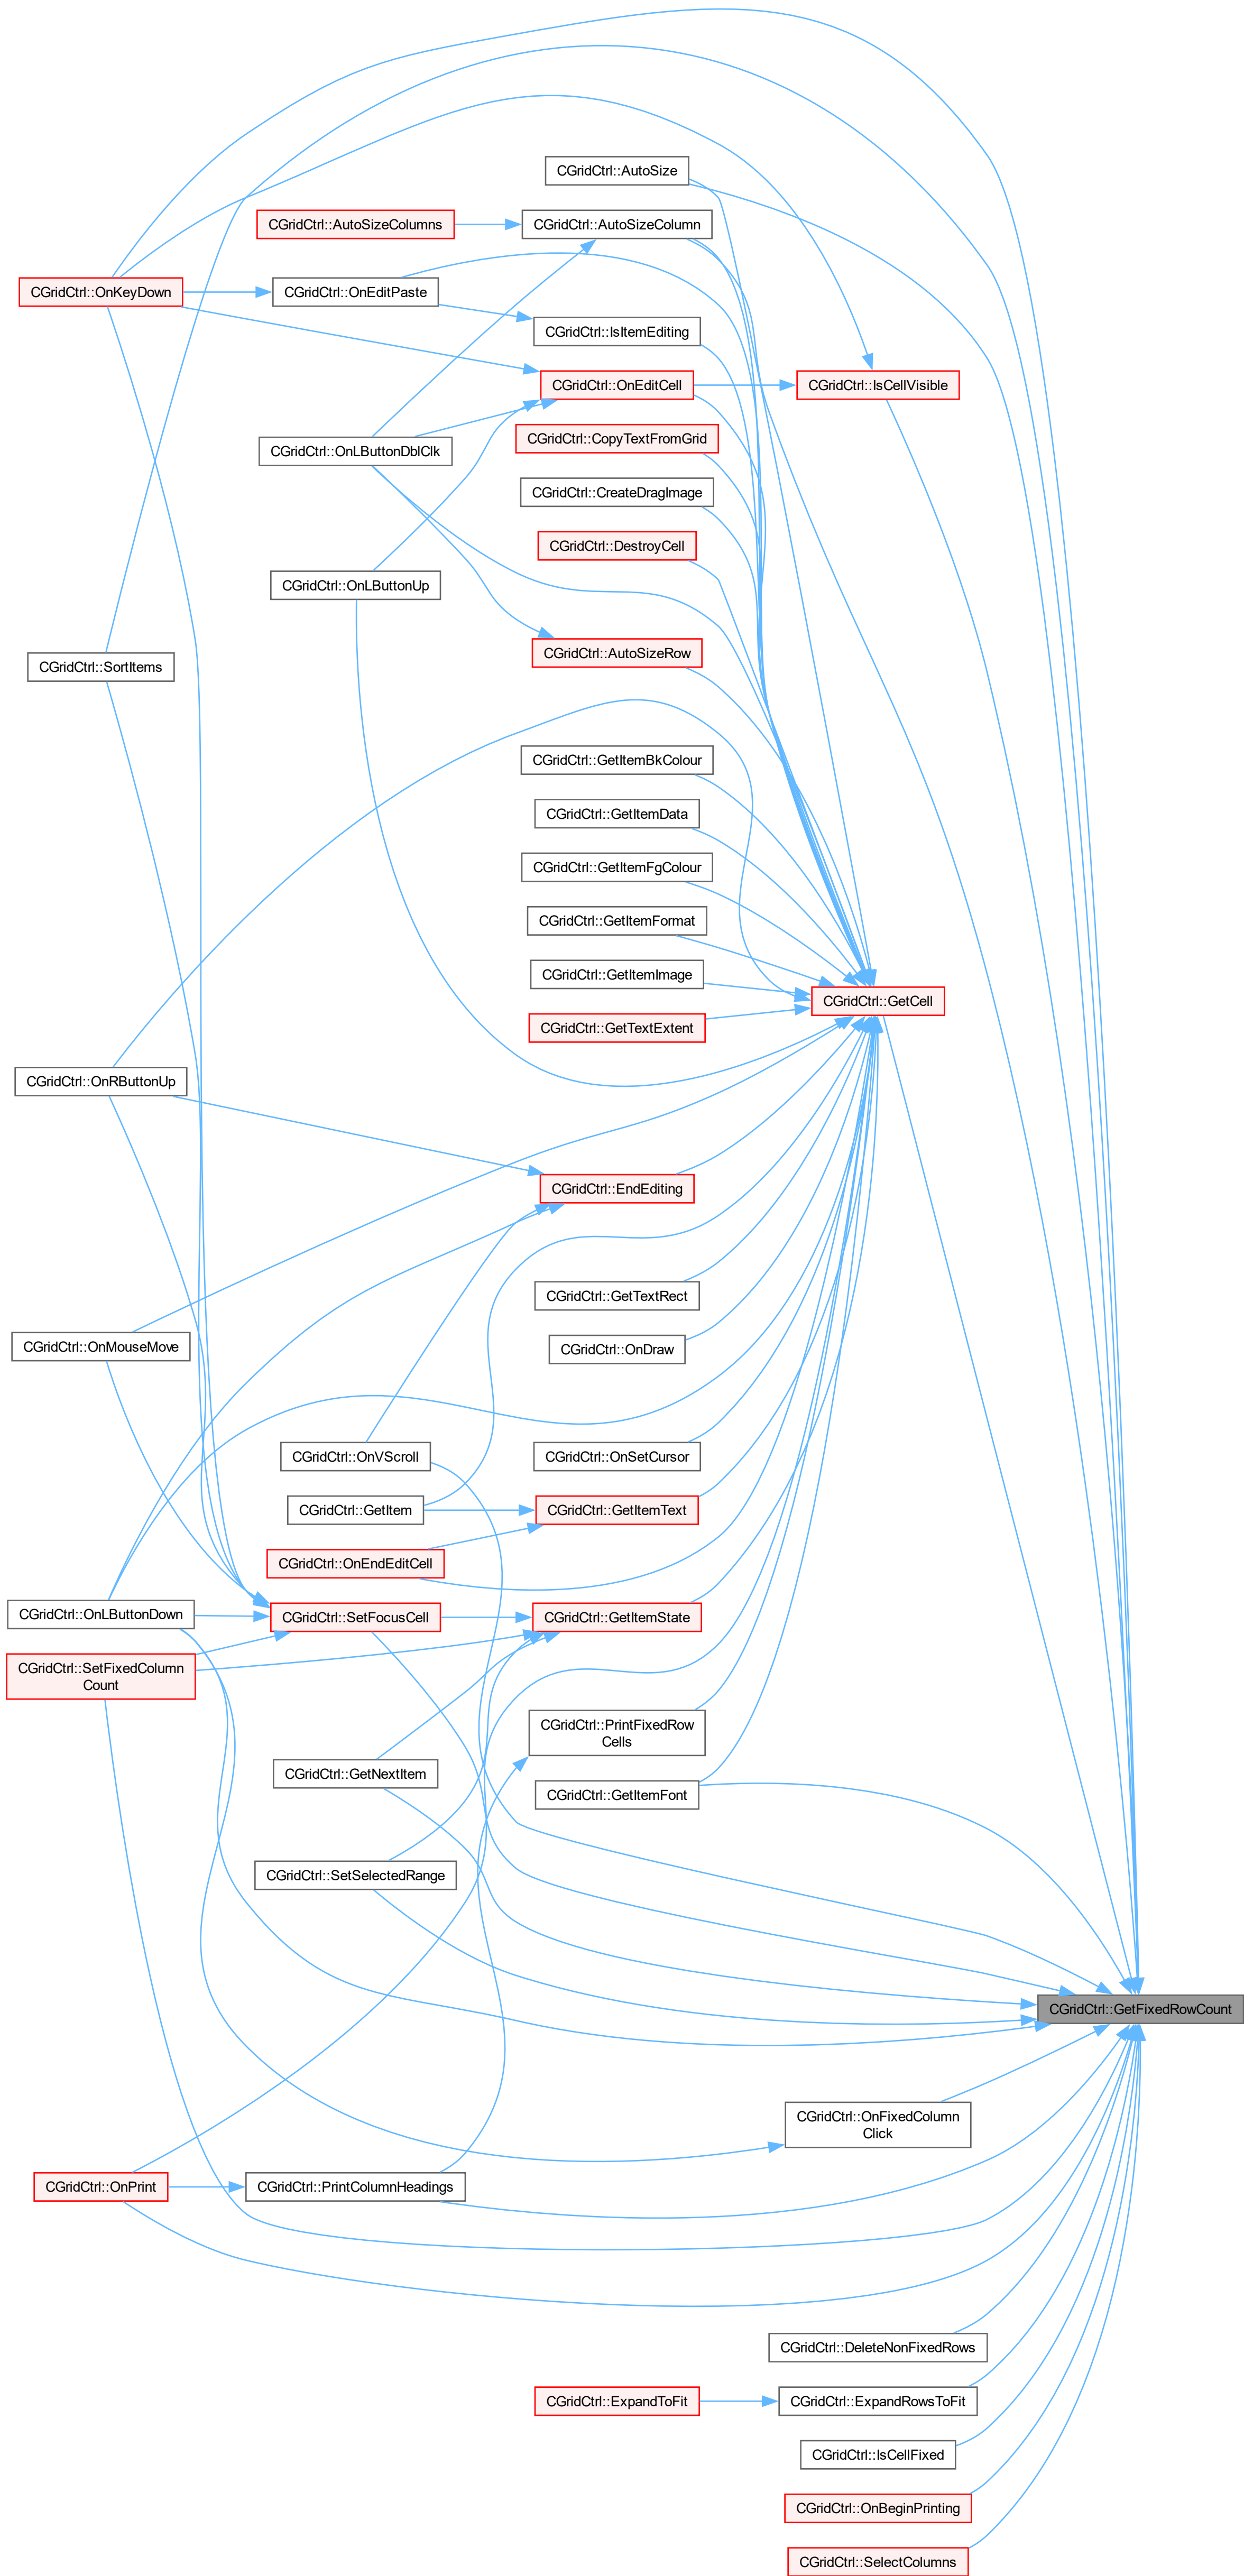 CGridCtrl::AutoSize
CGridCtrl::AutoSizeColumns
CGridCtrl::AutoSizeColumn
CGridCtrl::OnKeyDown
CGridCtrl::OnEditPaste
CGridCtrl::IsItemEditing
CGridCtrl::OnEditCell
CGridCtrl::IsCellVisible
CGridCtrl::CopyTextFromGrid
CGridCtrl::OnLButtonDblClk
CGridCtrl::CreateDragImage
CGridCtrl::DestroyCell
CGridCtrl::OnLButtonUp
CGridCtrl::AutoSizeRow
CGridCtrl::SortItems
CGridCtrl::GetItemBkColour
CGridCtrl::GetItemData
CGridCtrl::GetItemFgColour
CGridCtrl::GetItemFormat
CGridCtrl::GetItemImage
CGridCtrl::GetCell
CGridCtrl::GetTextExtent
CGridCtrl::OnRButtonUp
CGridCtrl::EndEditing
CGridCtrl::GetTextRect
CGridCtrl::OnMouseMove
CGridCtrl::OnDraw
CGridCtrl::OnVScroll
CGridCtrl::OnSetCursor
CGridCtrl::GetItem
CGridCtrl::GetItemText
CGridCtrl::OnEndEditCell
CGridCtrl::OnLButtonDown
CGridCtrl::SetFocusCell
CGridCtrl::GetItemState
CGridCtrl::SetFixedColumn
Count
CGridCtrl::PrintFixedRow
Cells
CGridCtrl::GetNextItem
CGridCtrl::GetItemFont
CGridCtrl::SetSelectedRange
CGridCtrl::GetFixedRowCount
CGridCtrl::OnFixedColumn
Click
CGridCtrl::OnPrint
CGridCtrl::PrintColumnHeadings
CGridCtrl::DeleteNonFixedRows
CGridCtrl::ExpandToFit
CGridCtrl::ExpandRowsToFit
CGridCtrl::IsCellFixed
CGridCtrl::OnBeginPrinting
CGridCtrl::SelectColumns